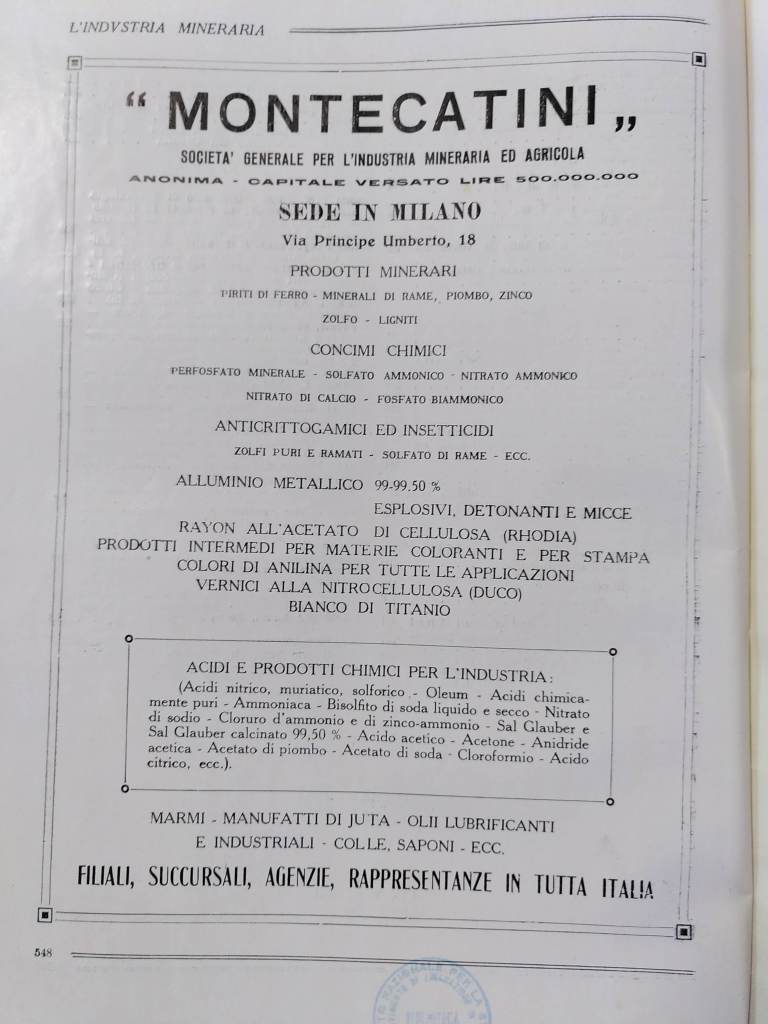 L'INDVSTRIA MINERARIA
“ MONTECATINI „
SOCIETA' GENERALE PER L'INDUSTRIA MINERARIA ED AGRICOLA
ANONIMA - CAPITALE VERSATO LIRE 500.000.000
SEDE IN MILANO
Via Principe Umberto, 18
PRODOTTI MINERARI
PIRITI DI FERRO - MINERALI DI RAME, PIOMBO, ZINCO
ZOLFO - LIGNITI
CONCIMI CHIMICI
PERFOSFATO MINERALE - SOLFATO AMMONICO - NITRATO AMMONICO
NITRATO DI CALCIO - FOSFATO BIAMMONICO
ANTICRITTOGAMICI ED INSETTICIDI
ZOLFI PURI E RAMATI - SOLFATO DI RAME - ECC.
ALLUMINIO METALLICO 99-99.50 %
ESPLOSIVI, DETONANTI E MICCE
RAYON ALL'ACETATO DI CELLULOSA (RHODIA)
PRODOTTI INTERMEDI PER MATERIE COLORANTI E PER STAMPA
COLORI DI ANILINA PER TUTTE LE APPLICAZIONI
VERNICI ALLA NITROCELLULOSA (DUCO)
BIANCO DI TITANIO
ACIDI E PRODOTTI CHIMICI PER L'INDUSTRIA:
(Acidi nitrico, muriatico, solforico - Oleum - Acidi chimica-
mente puri - Ammoniaca - Bisolfito di soda liquido e secco - Nitrato
di sodio - Cloruro d'ammonio e di zinco-ammonio - Sal Glauber e
Sal Glauber calcinato 99,50 % - Acido acetico - Acetone - Anidride
acetica - Acetato di piombo - Acetato di soda - Cloroformio - Acido
citrico, ecc.).
MARMI - MANUFATTI DI JUTA - OLII LUBRIFICANTI
E INDUSTRIALI - COLLE, SAPONI - ECC.
FILIALI, SUCCURSALI, AGENZIE, RAPPRESENTANZE IN TUTTA ITALIA
548
NAZIONALE PER LA